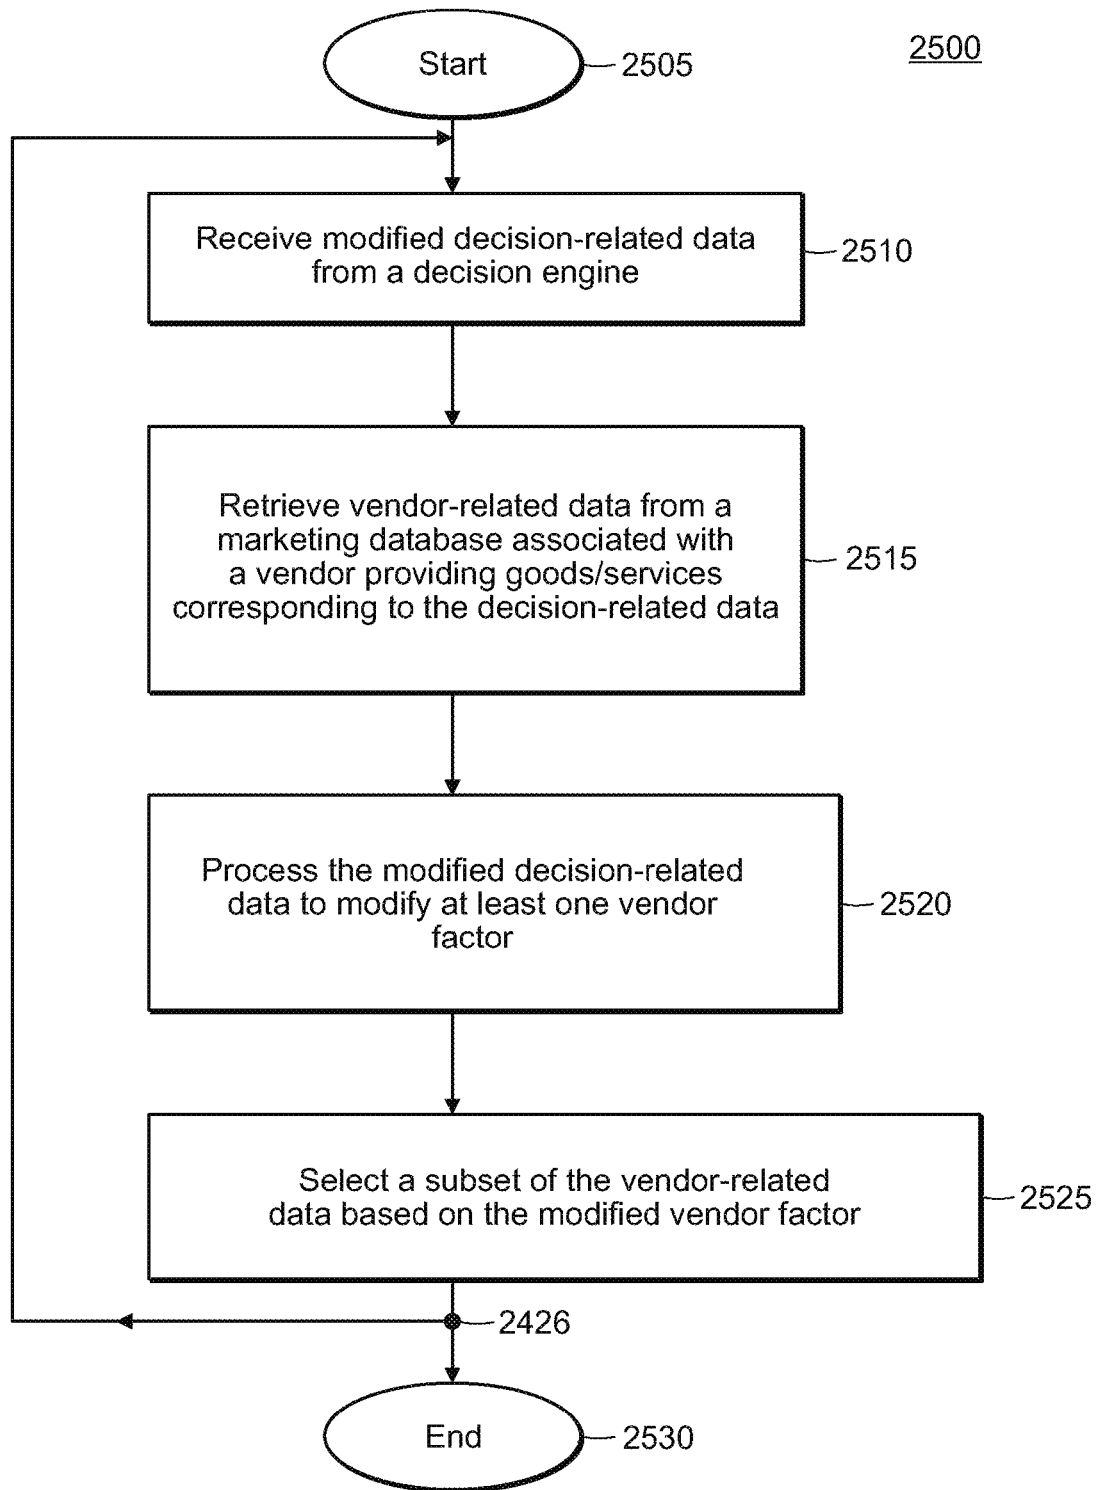 2500
Start
2505
Receive modified decision-related data
from a decision engine
2510
Retrieve vendor-related data from a
marketing database associated with
a vendor providing goods/services
corresponding to the decision-related data
2515
Process the modified decision-related
data to modify at least one vendor
factor
2520
Select a subset of the vendor-related
data based on the modified vendor factor
2525
2426
End
2530